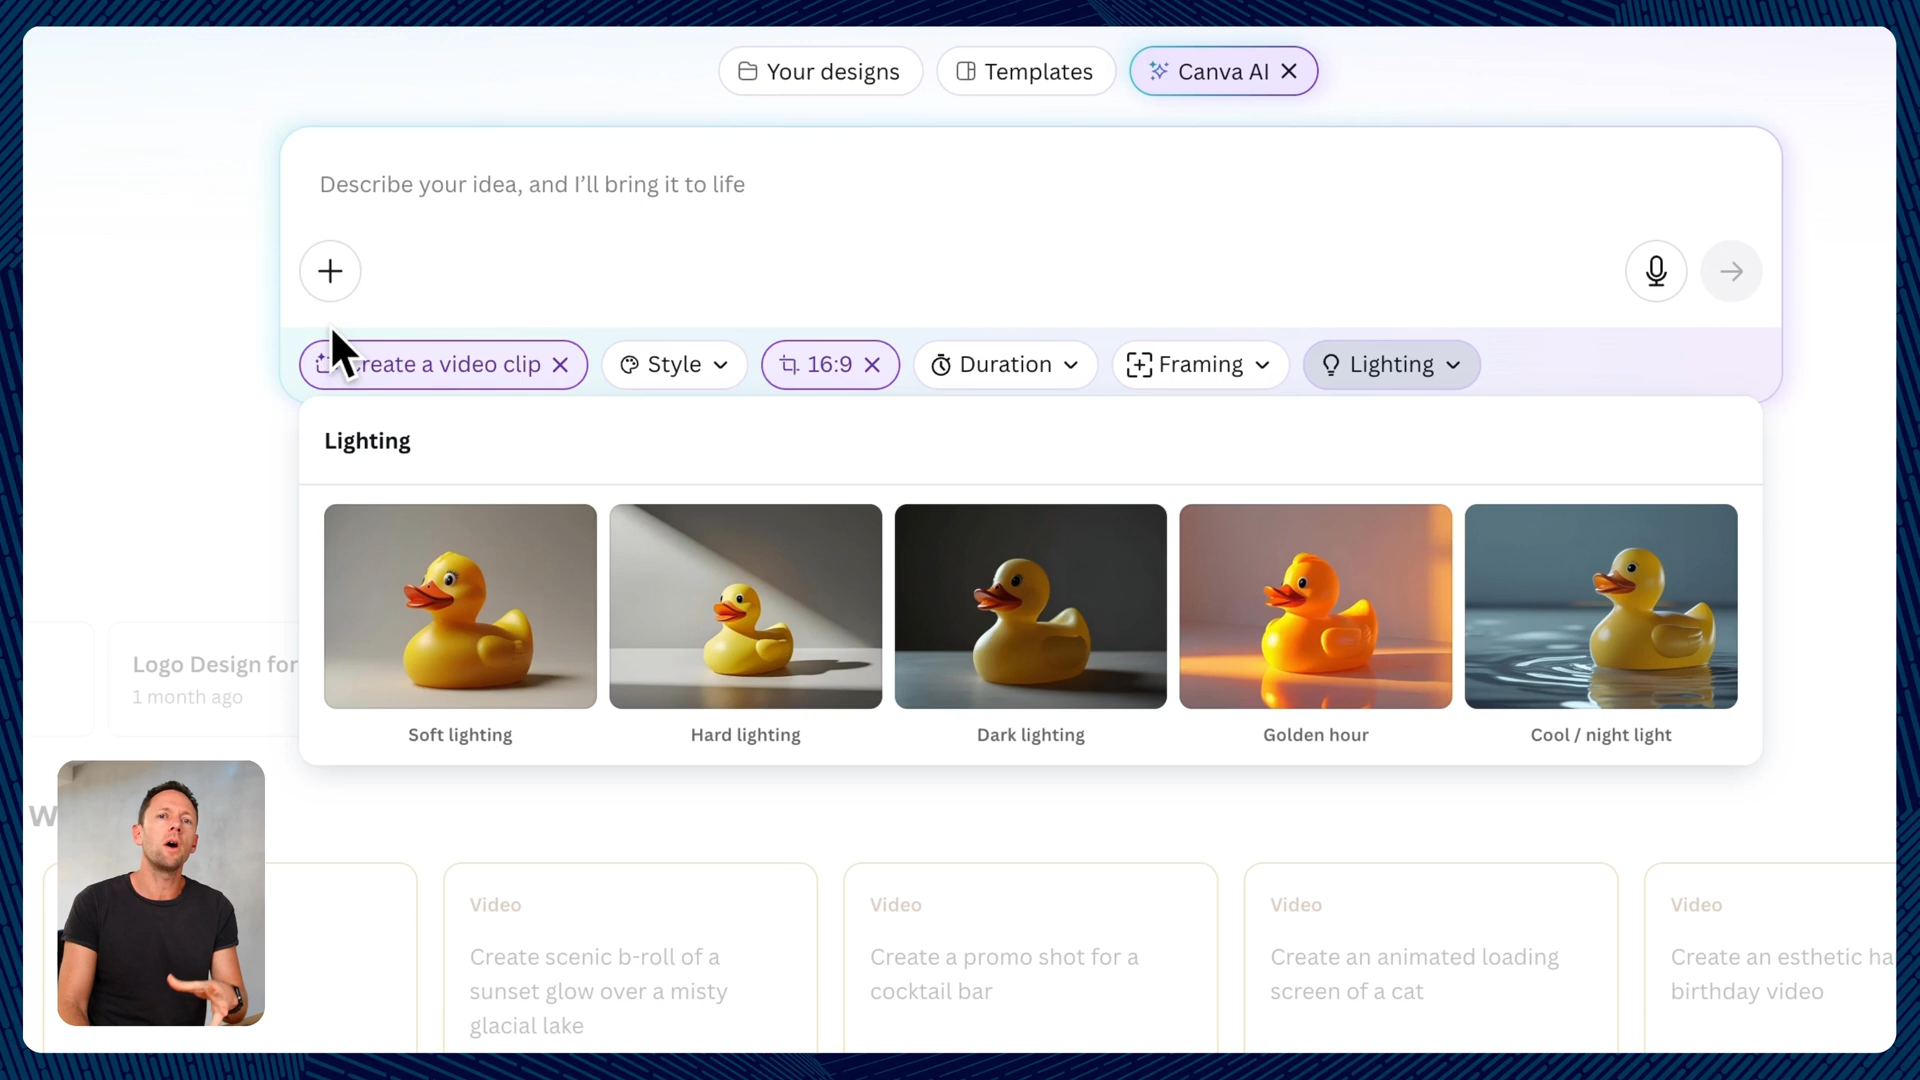 Your designs
Templates
Canva AI
Describe your idea, and I’ll bring it to life
reate a video clip
Style
16:9
Duration
Framing
Lighting
Lighting
Soft lighting
Hard lighting
Dark lighting
Golden hour
Cool / night light
Logo Design for
1 month ago
W
Video
Create scenic b-roll of a
sunset glow over a misty
glacial lake
Video
Create a promo shot for a
cocktail bar
Video
Create an animated loading
screen of a cat
Video
Create an esthetic ha
birthday video